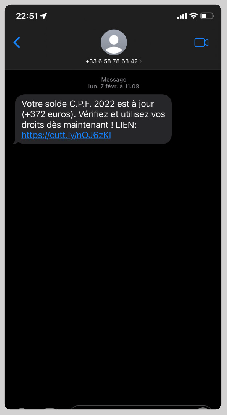 22:51
Message
Votre solde C.P.F. 2022 est à jour
(+372 euros). Vérifiez et utilisez vos
droits dès maintenant ! LIEN: